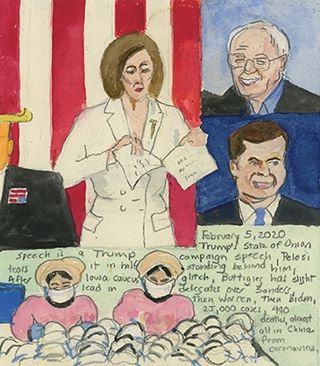 February 5, 2020
Trump's State of Union
speech is a Trump campaign speech, Pelosi
tears it in half standing behind him,
After Iowa caucus glitch, Buttigieg has slight
lead in delegates over Sanders,
then Warren, then Biden,
25,000 cases, 490
deaths, almost
all in China
from
coronavirus.